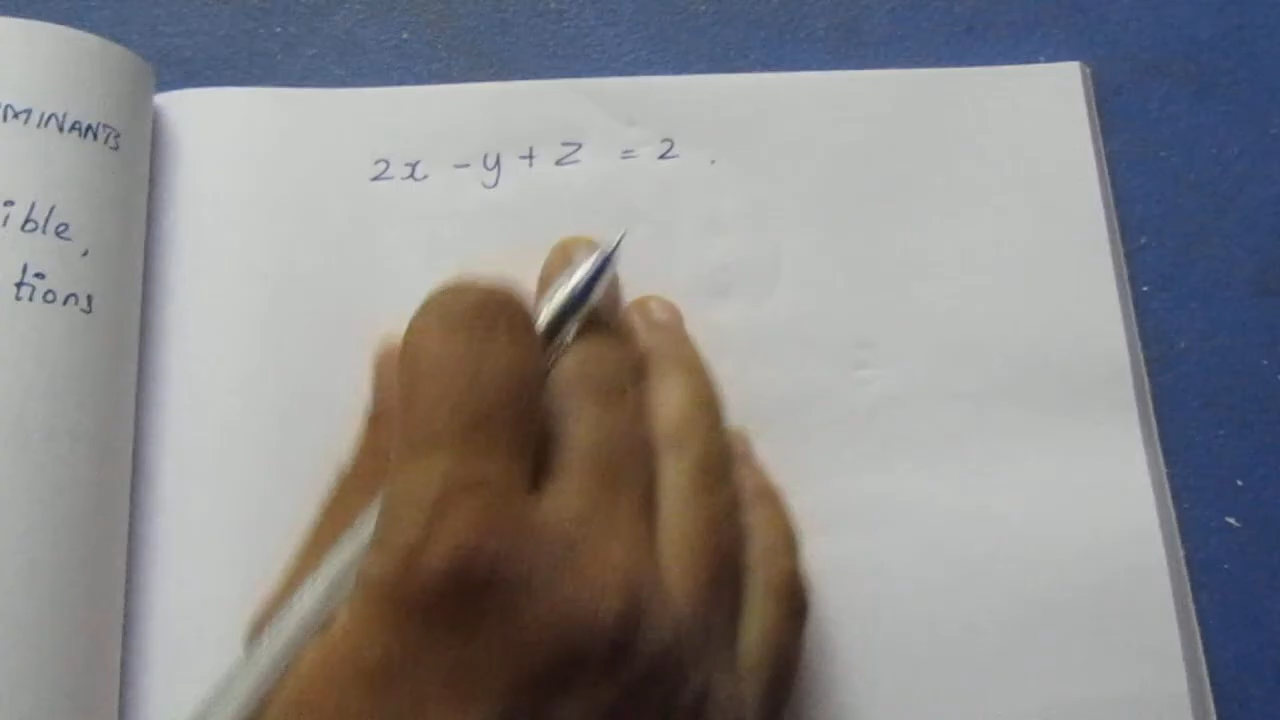 MINANTS
ible,
tions
2x - y + z = 2 .